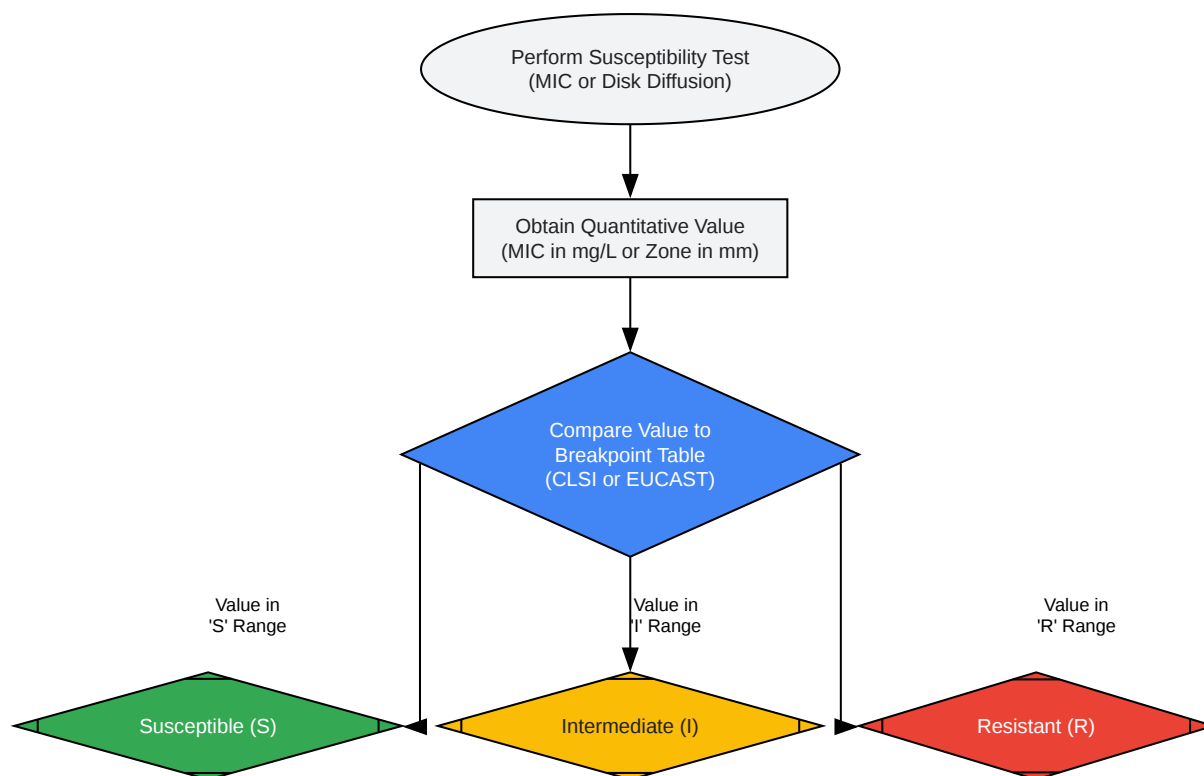 Perform Susceptibility Test
(MIC or Disk Diffusion)
Obtain Quantitative Value
(MIC in mg/L or Zone in mm)
Compare Value to
Breakpoint Table
(CLSI or EUCAST)
Value in
'S' Range
Value in
'I' Range
Value in
'R' Range
Susceptible (S)
Intermediate (I)
Resistant (R)